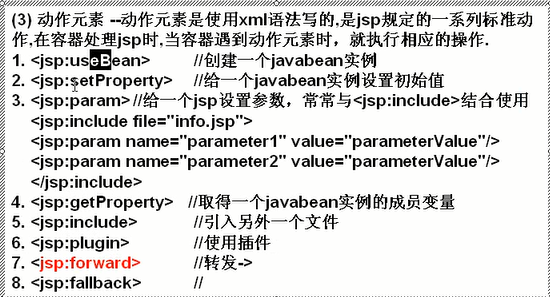 (3) 动作元素 --动作元素是使用xml语法写的,是jsp规定的一系列标准动
作,在容器处理jsp时,当容器遇到动作元素时，就执行相应的操作.
1. <jsp:useBean> //创建一个javabean实例
2. <jsp:setProperty> //给一个javabean实例设置初始值
3. <jsp:param> //给一个jsp设置参数，常常与<jsp:include>结合使用
<jsp:include file="info.jsp">
<jsp:param name="parameter1" value="parameterValue"/>
<jsp:param name="parameter2" value="parameterValue"/>
</jsp:include>
4. <jsp:getProperty> //取得一个javabean实例的成员变量
5. <jsp:include> //引入另外一个文件
6. <jsp:plugin> //使用插件
7. <jsp:forward> //转发->
8. <jsp:fallback> //